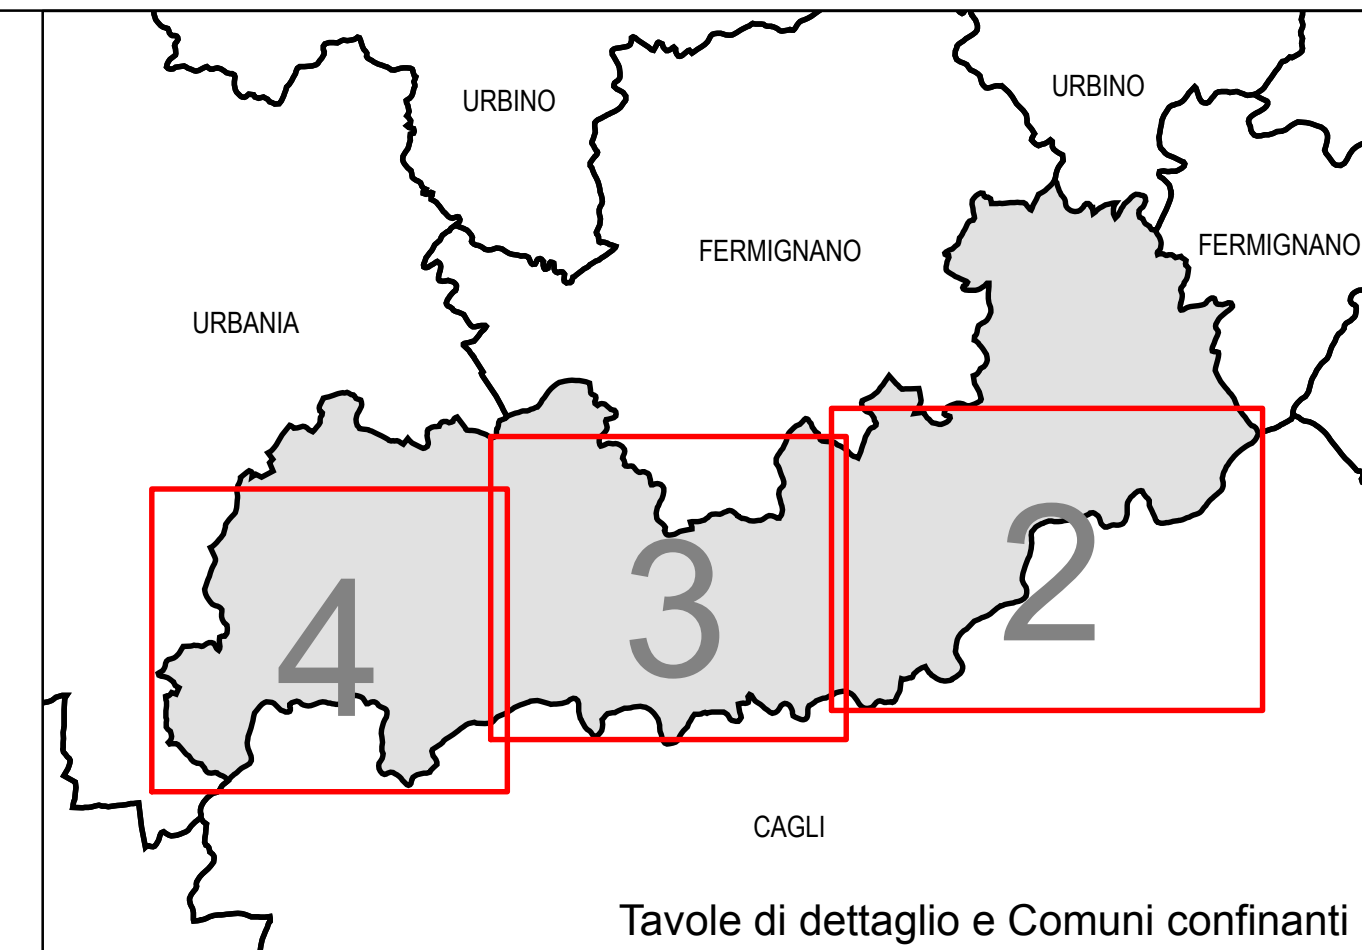 URBINO
URBINO
FERMIGNANO
FERMIGNANO
URBANIA
2
3
4
CAGLI
Tavole di dettaglio e Comuni confinanti